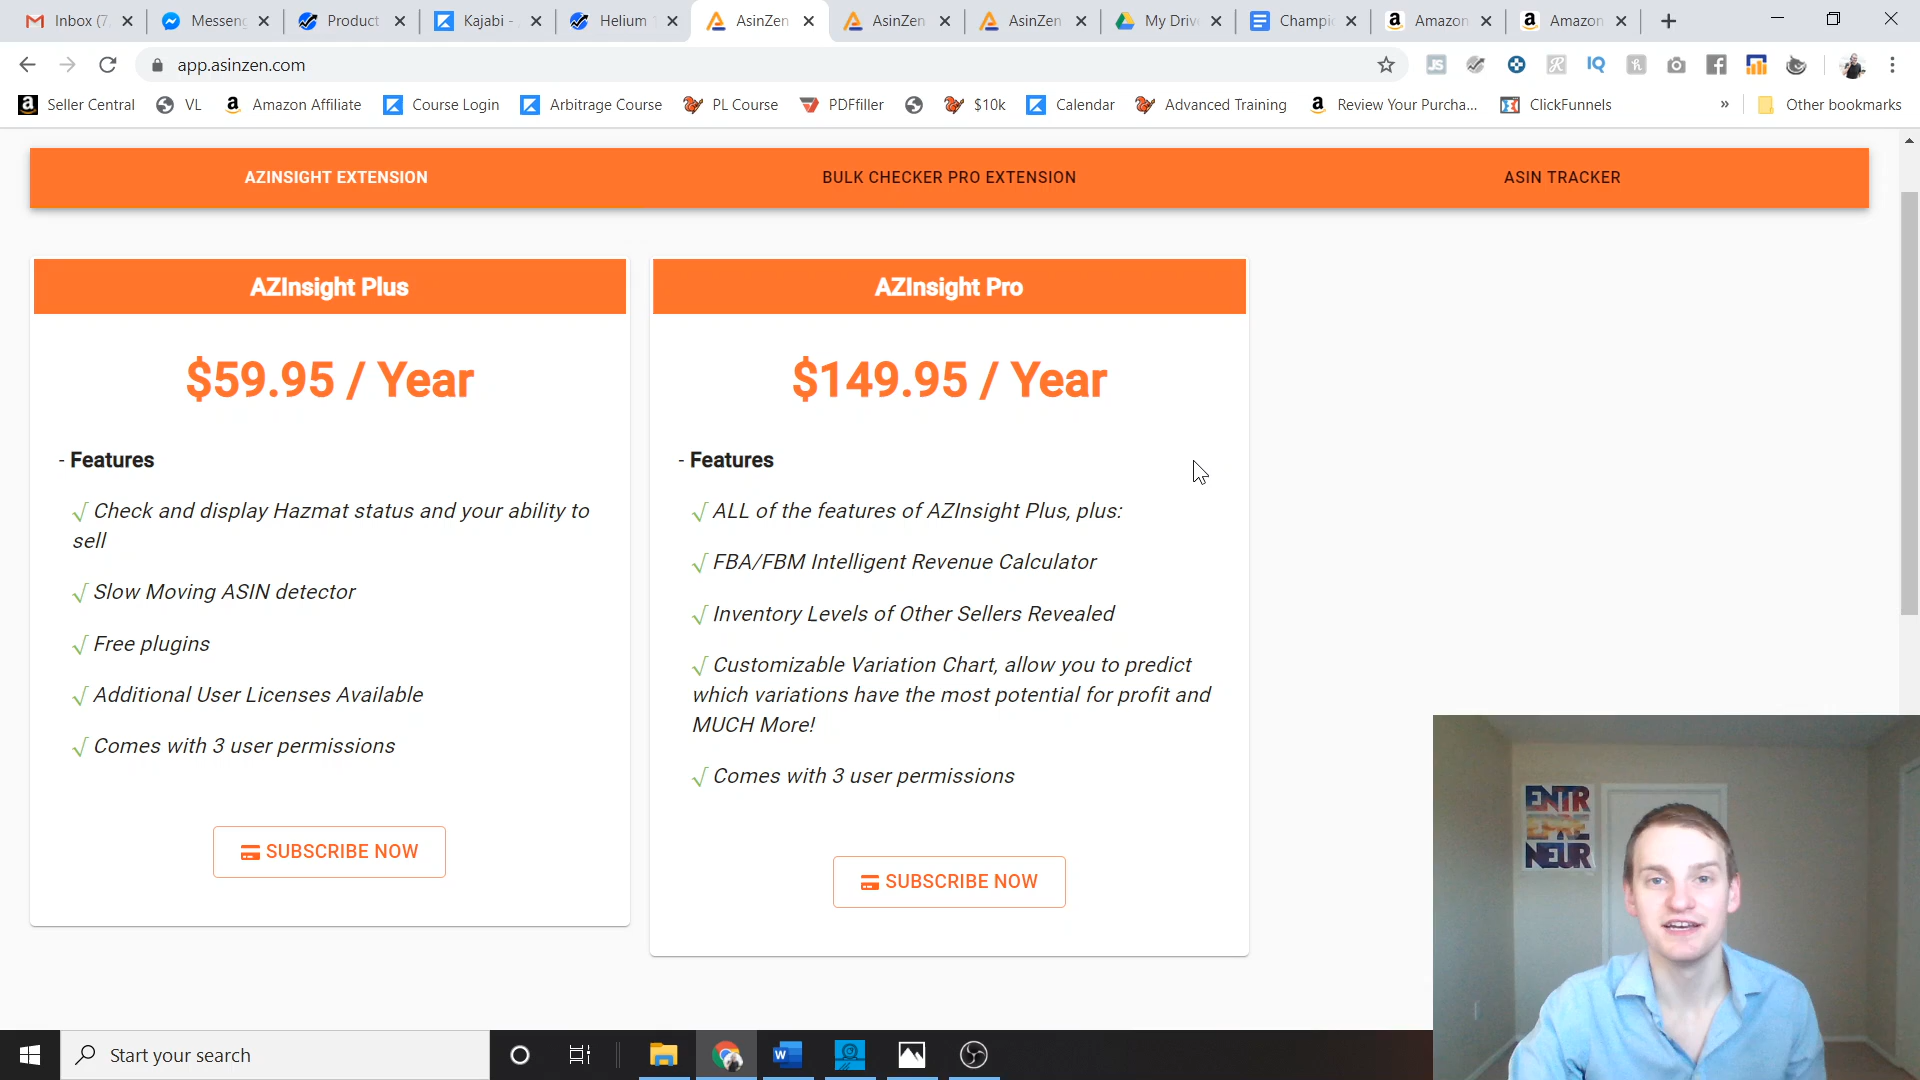 Inbox (7
Messeng
Product
Kajabi -
Helium
AsinZen
AsinZen
AsinZen
My Driv
Champi
Amazon
Amazon
app.asinzen.com
Seller Central
VL
Amazon Affiliate
Course Login
Arbitrage Course
PL Course
PDFfiller
$10k
Calendar
Advanced Training
Review Your Purcha...
ClickFunnels
»
Other bookmarks
AZINSIGHT EXTENSION
BULK CHECKER PRO EXTENSION
ASIN TRACKER
AZInsight Plus
$59.95 / Year
- Features
√ Check and display Hazmat status and your ability to
sell
√ Slow Moving ASIN detector
√ Free plugins
√ Additional User Licenses Available
√ Comes with 3 user permissions
SUBSCRIBE NOW
AZInsight Pro
$149.95 / Year
- Features
√ ALL of the features of AZInsight Plus, plus:
√ FBA/FBM Intelligent Revenue Calculator
√ Inventory Levels of Other Sellers Revealed
√ Customizable Variation Chart, allow you to predict
which variations have the most potential for profit and
MUCH More!
√ Comes with 3 user permissions
SUBSCRIBE NOW
ENTR
EPRE
NEUR
Start your search